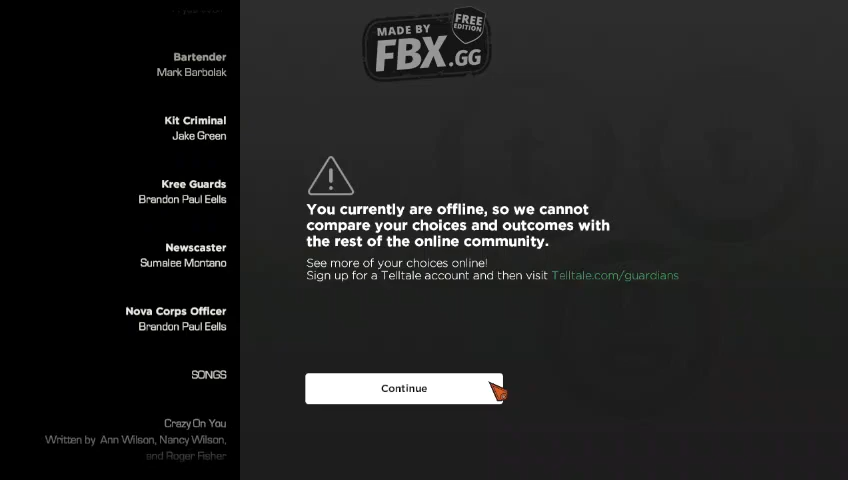 Bartender
Mark Barbolak
Kit Criminal
Jake Green
Kree Guards
Brandon Paul Eells
Newscaster
Sumalee Montano
Nova Corps Officer
Brandon Paul Eells
SONGS
Crazy On You
Written by Ann Wilson, Nancy Wilson,
and Roger Fisher
MADE BY
FREE
EDITION
FBX.GG
You currently are offline, so we cannot
compare your choices and outcomes with
the rest of the online community.
See more of your choices online!
Sign up for a Telltale account and then visit Telltale.com/guardians
Continue